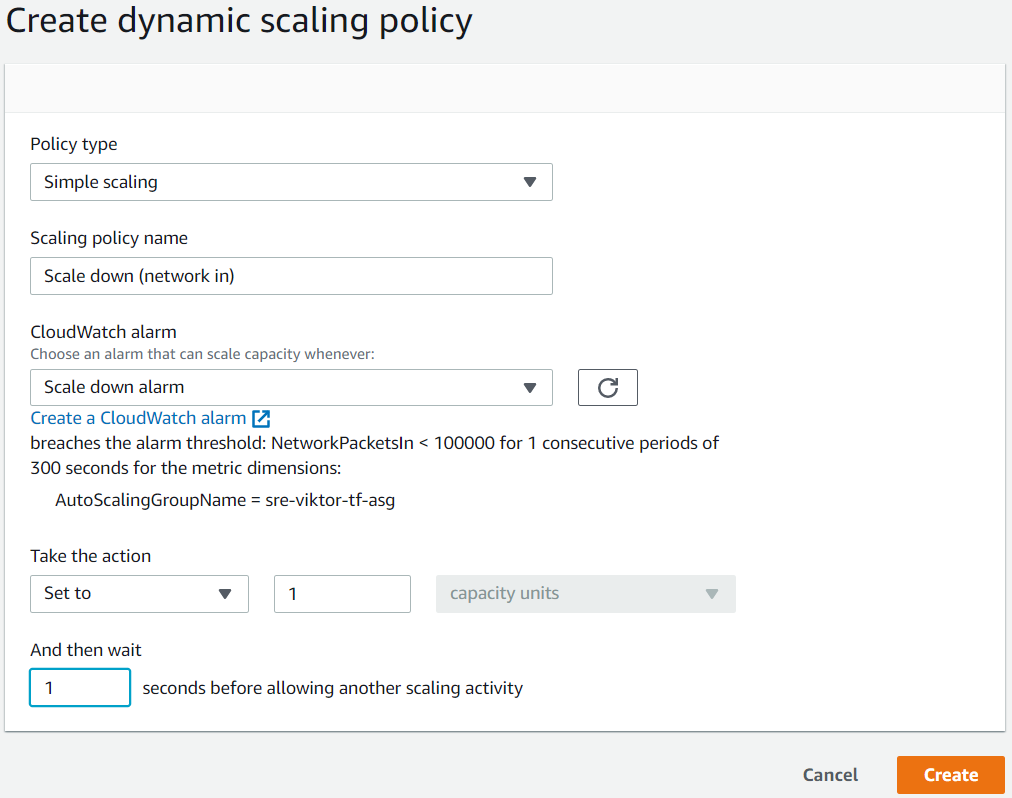 Create dynamic scaling policy
Policy type
Simple scaling
Scaling policy name
Scale down (network in)
CloudWatch alarm
Choose an alarm that can scale capacity whenever:
Scale down alarm
Create a CloudWatch alarm
breaches the alarm threshold: NetworkPacketsIn < 100000 for 1 consecutive periods of
300 seconds for the metric dimensions:
AutoScalingGroupName = sre-viktor-tf-asg
Take the action
Set to 1 capacity units
And then wait
1 seconds before allowing another scaling activity
Cancel Create